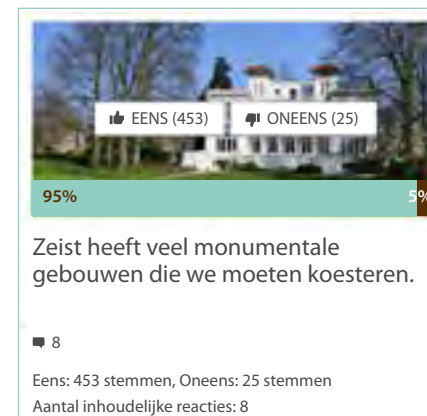 EENS (453) ONEENS (25)
95% 5%
Zeist heeft veel monumentale
gebouwen die we moeten koesteren.
8
Eens: 453 stemmen, Oneens: 25 stemmen
Aantal inhoudelijke reacties: 8